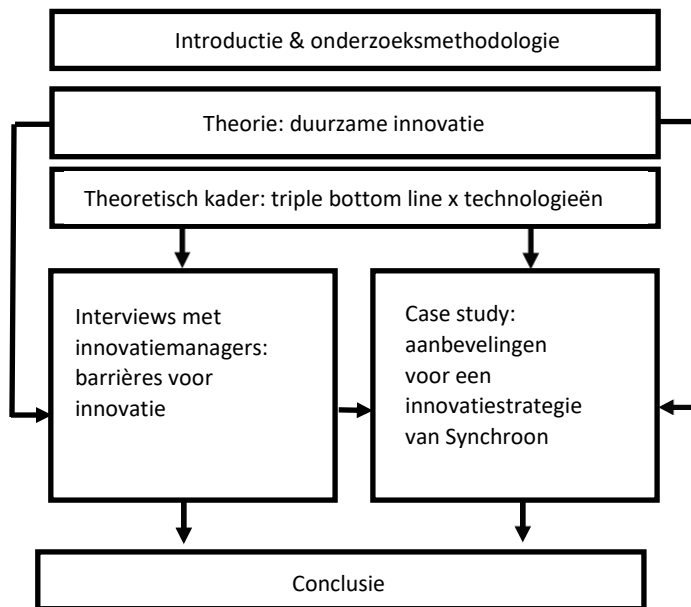 Introductie & onderzoeksmethodologie
Theorie: duurzame innovatie
Theoretisch kader: triple bottom line x technologieën
Interviews met
innovatiemanagers:
barrières voor
innovatie
Case study:
aanbevelingen
voor een
innovatiestrategie
van Synchroon
Conclusie